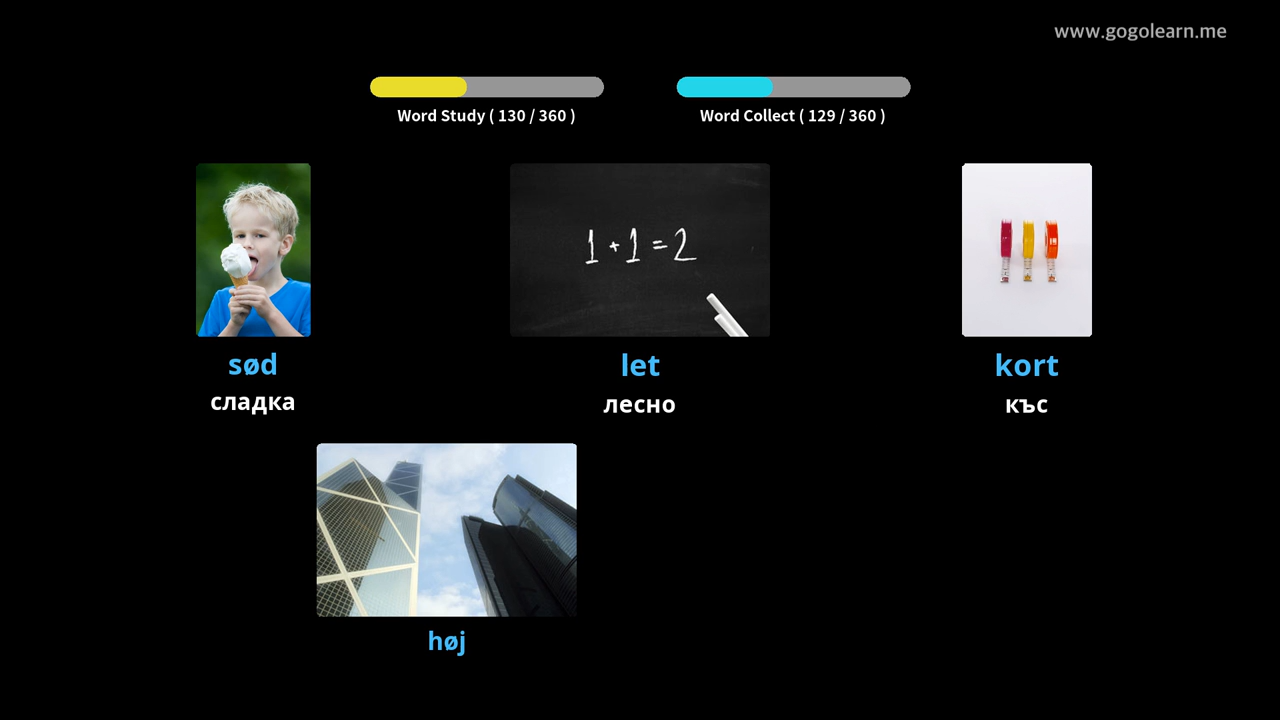 www.gogolearn.me
Word Study ( 130 / 360 )
Word Collect ( 129 / 360 )
1 + 1 = 2
sød
let
kort
сладка
лесно
къс
høj